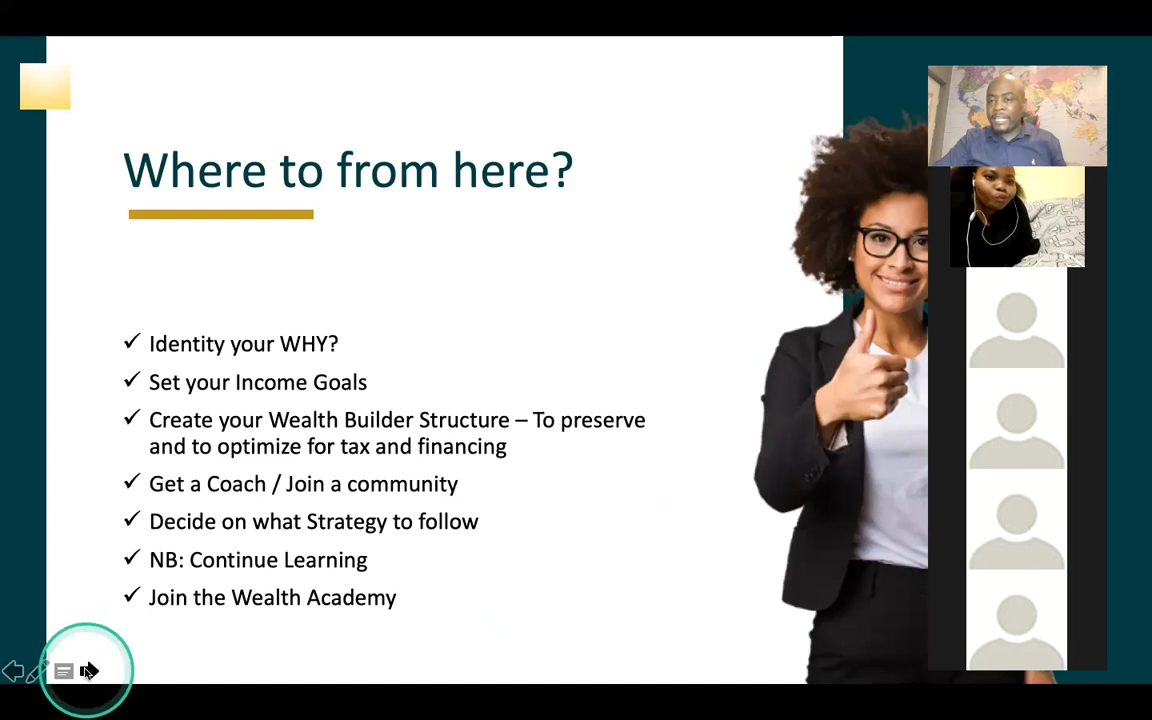 Where to from here?
✓ Identity your WHY?
✓ Set your Income Goals
✓ Create your Wealth Builder Structure – To preserve
and to optimize for tax and financing
✓ Get a Coach / Join a community
✓ Decide on what Strategy to follow
✓ NB: Continue Learning
✓ Join the Wealth Academy